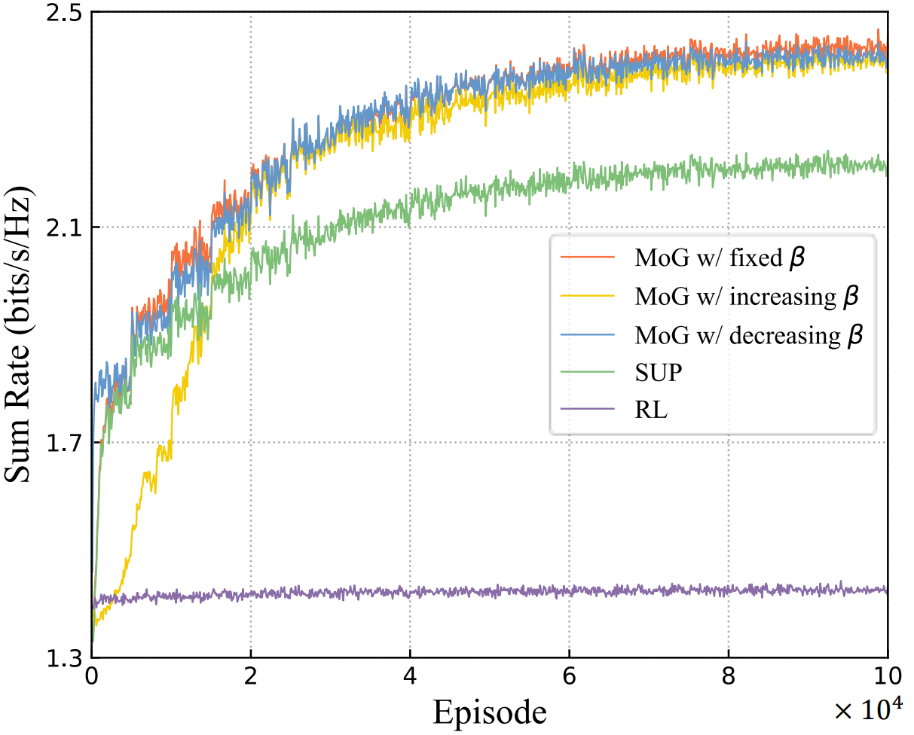 2.5
2.1
1.7
1.3
Sum Rate (bits/s/Hz)
MoG w/ fixed β
MoG w/ increasing β
MoG w/ decreasing β
SUP
RL
0 2 4 6 8 10
Episode
× 10⁴